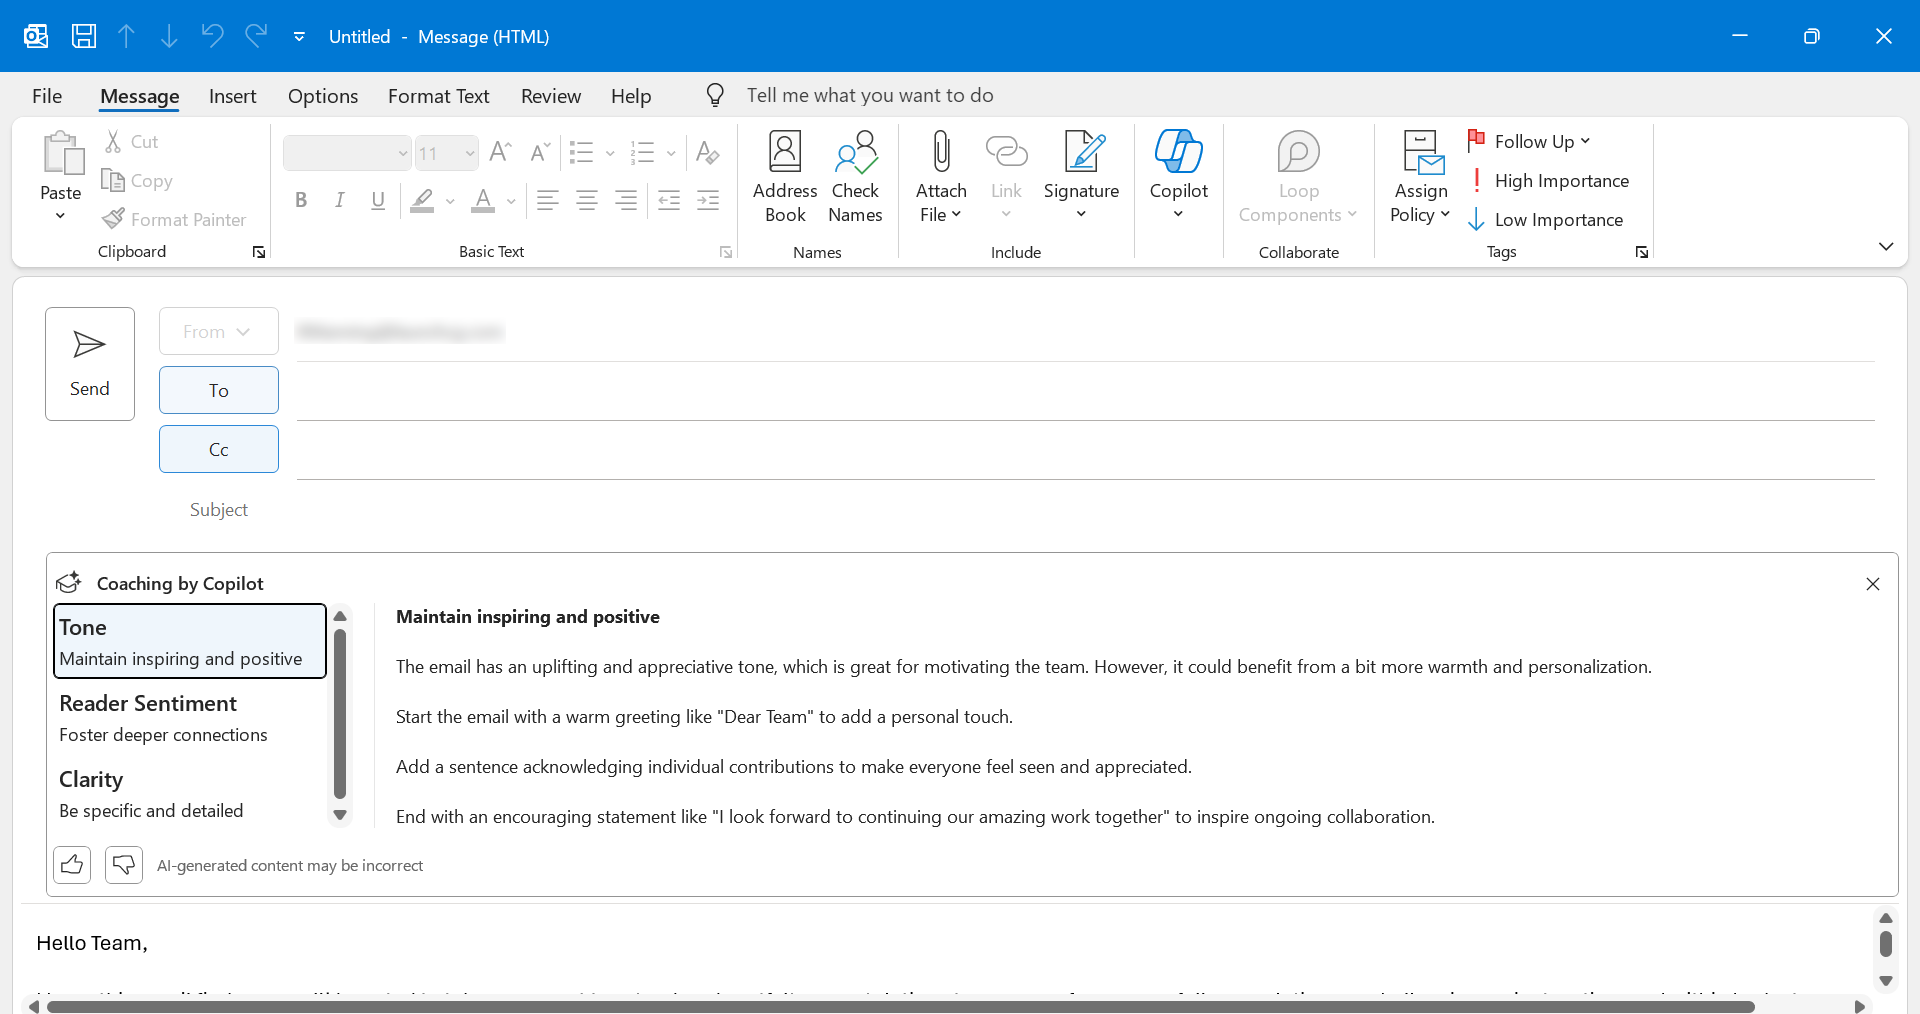 Untitled - Message (HTML)
File Message Insert Options Format Text Review Help Tell me what you want to do
Paste
Cut
Copy
Format Painter
Clipboard
11
B I U A
Basic Text
Address Book
Check Names
Names
Attach File
Link
Signature
Include
Copilot
Loop Components
Collaborate
Assign Policy
Follow Up
High Importance
Low Importance
Tags
Send
From
To
Cc
Subject
Coaching by Copilot
Tone
Maintain inspiring and positive
Reader Sentiment
Foster deeper connections
Clarity
Be specific and detailed
Maintain inspiring and positive
The email has an uplifting and appreciative tone, which is great for motivating the team. However, it could benefit from a bit more warmth and personalization.
Start the email with a warm greeting like "Dear Team" to add a personal touch.
Add a sentence acknowledging individual contributions to make everyone feel seen and appreciated.
End with an encouraging statement like "I look forward to continuing our amazing work together" to inspire ongoing collaboration.
AI-generated content may be incorrect
Hello Team,